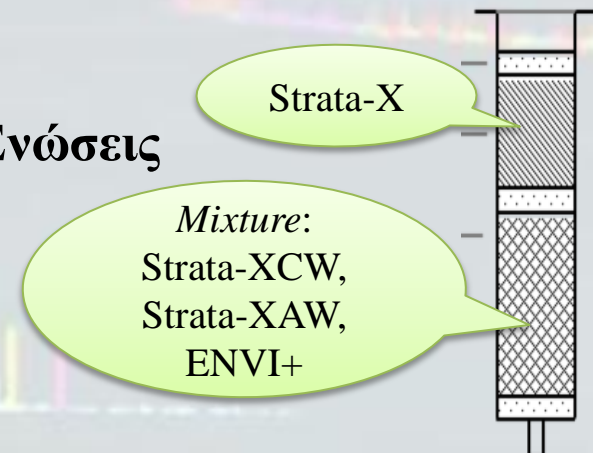 Strata-X
Ενώσεις
Mixture:
Strata-XCW,
Strata-XAW,
ENVI+